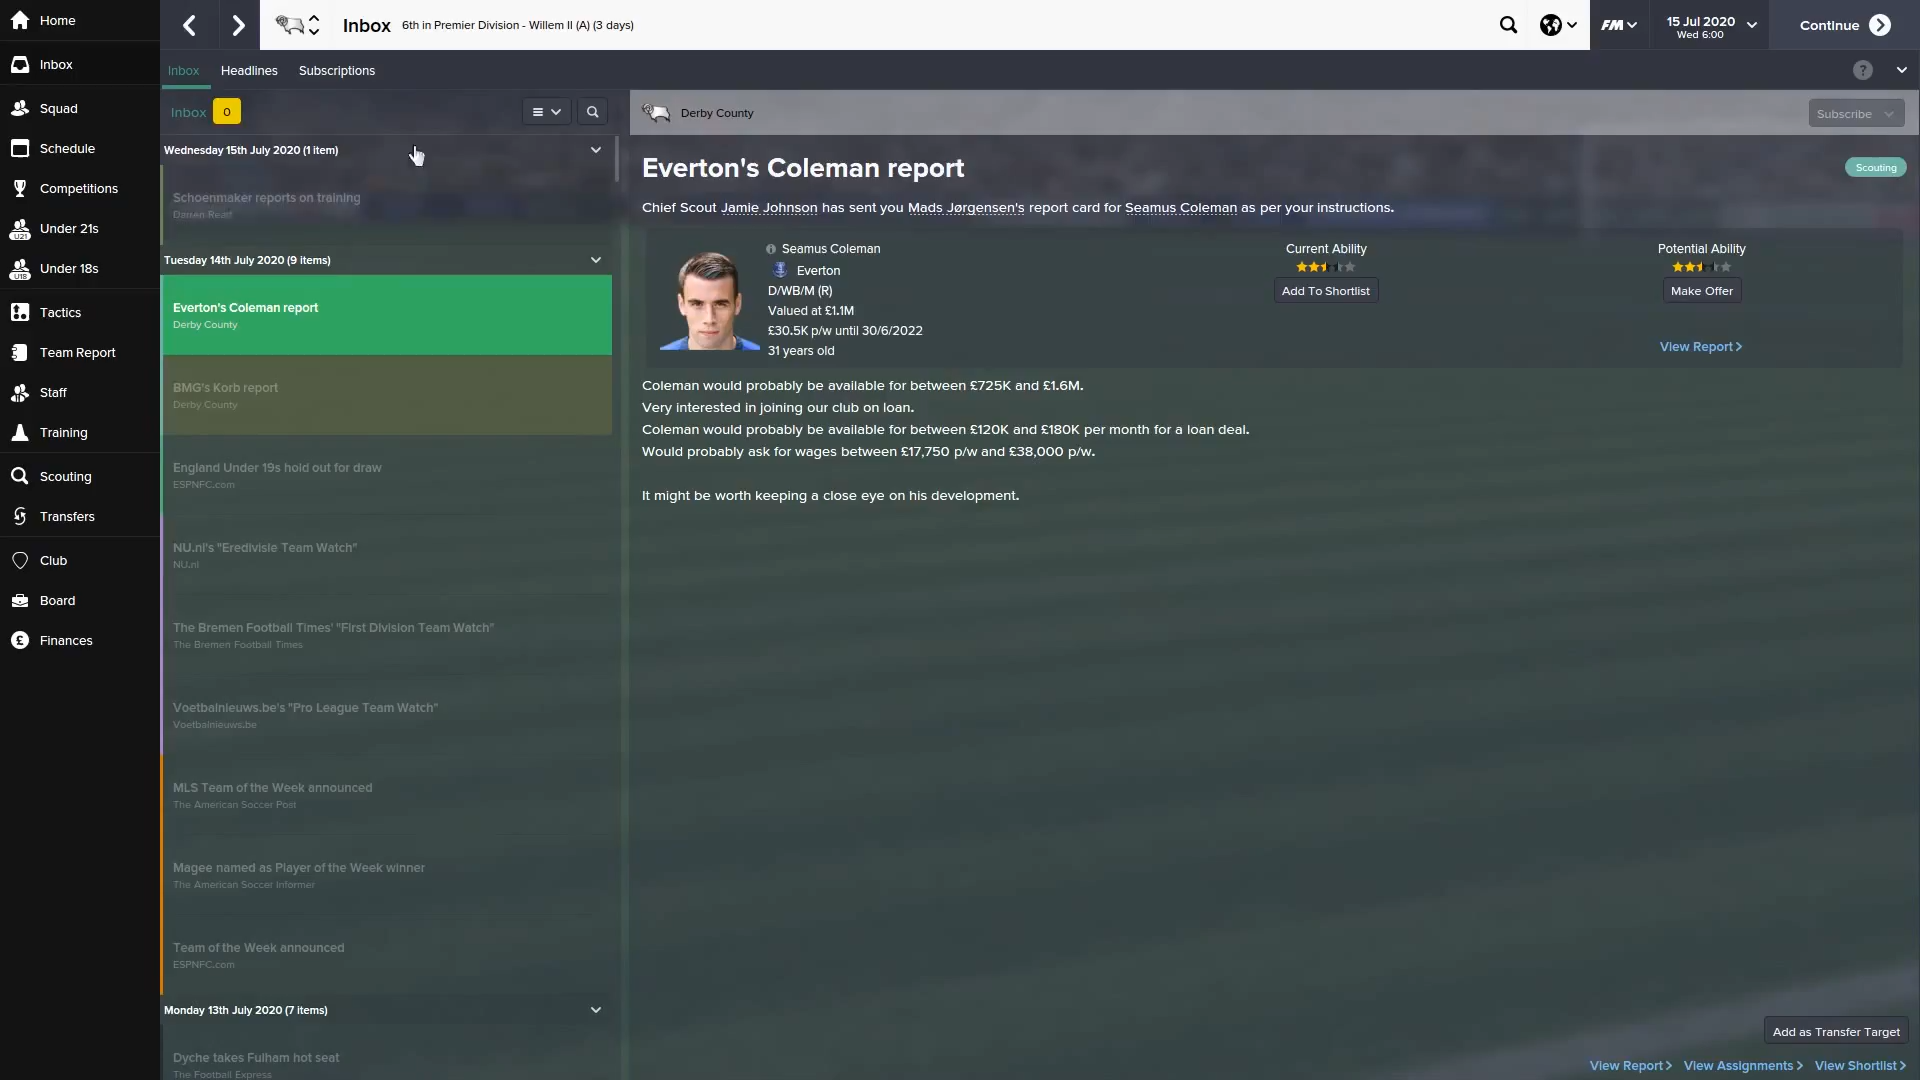 Home
Inbox
Squad
Schedule
Competitions
U21
Under 21s
U18
Under 18s
Tactics
Team Report
Staff
Training
Scouting
Transfers
Club
Board
£ Finances
Inbox 6th in Premier Division - Willem II (A) (3 days)
FM
15 Jul 2020
Wed 6:00
Continue
Inbox Headlines Subscriptions
?
Inbox 0
Wednesday 15th July 2020 (1 item)
Schoenmaker reports on training
Darren Reatt
Tuesday 14th July 2020 (9 items)
Everton's Coleman report
Derby County
BMG's Korb report
Derby County
England Under 19s hold out for draw
ESPNFC.com
NU.nl's "Eredivisie Team Watch"
NU.nl
The Bremen Football Times' "First Division Team Watch"
The Bremen Football Times
Voetbalnieuws.be's "Pro League Team Watch"
Voetbalnieuws.be
MLS Team of the Week announced
The American Soccer Post
Magee named as Player of the Week winner
The American Soccer Informer
Team of the Week announced
ESPNFC.com
Monday 13th July 2020 (7 items)
Dyche takes Fulham hot seat
The Football Express
Derby County
Subscribe
Everton's Coleman report
Scouting
Chief Scout Jamie Johnson has sent you Mads Jørgensen's report card for Seamus Coleman as per your instructions.
Seamus Coleman
Everton
D/WB/M (R)
Valued at £1.1M
£30.5K p/w until 30/6/2022
31 years old
Current Ability
Add To Shortlist
Potential Ability
Make Offer
View Report
Coleman would probably be available for between £725K and £1.6M.
Very interested in joining our club on loan.
Coleman would probably be available for between £120K and £180K per month for a loan deal.
Would probably ask for wages between £17,750 p/w and £38,000 p/w.
It might be worth keeping a close eye on his development.
Add as Transfer Target
View Report View Assignments View Shortlist